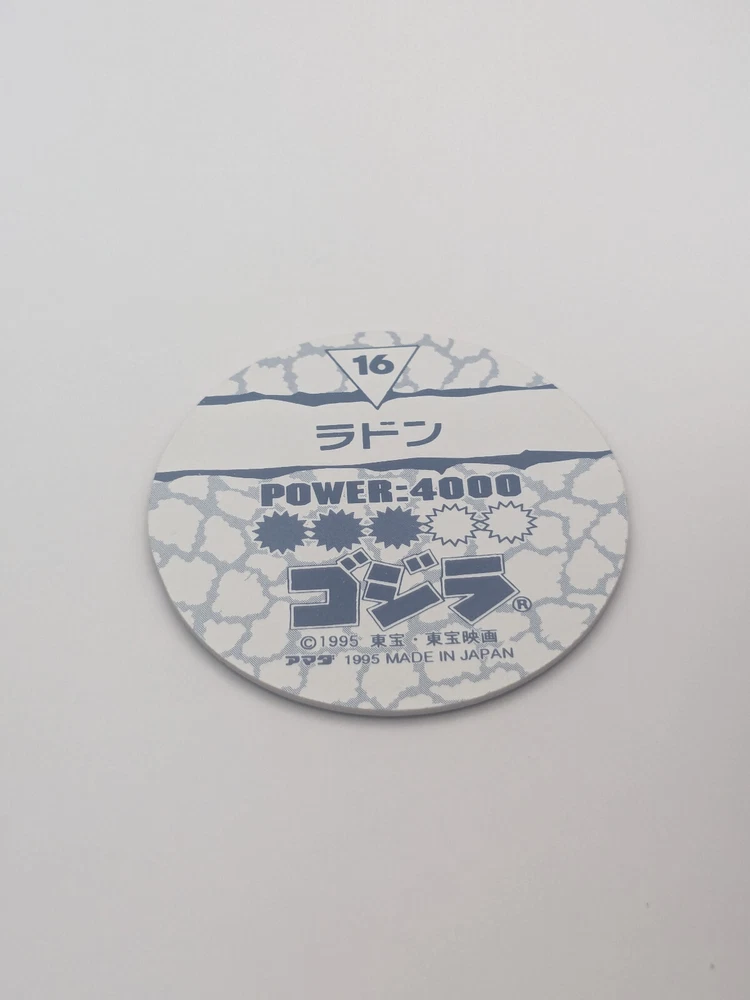 16
ラドン
POWER:4000
ゴジラ®
©1995 東宝・東宝映画
アマダ 1995 MADE IN JAPAN